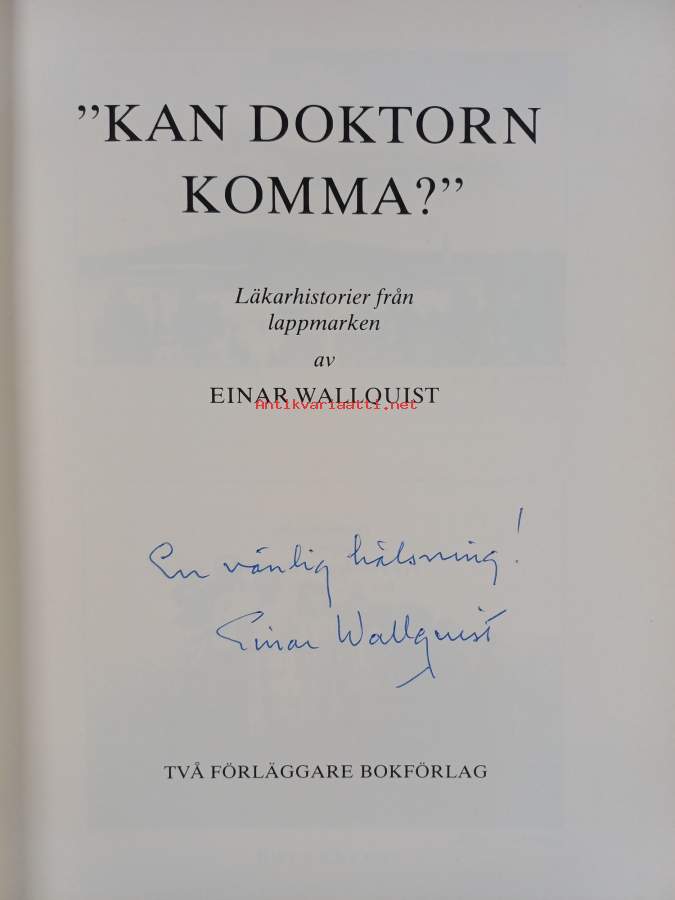 ”KAN DOKTORN
KOMMA?”
Läkarhistorier från
lappmarken
av
EINAR WALLQUIST
Antikvariaatti.net
En vänlig hälsning!
Einar Wallquist
TVÅ FÖRLÄGGARE BOKFÖRLAG